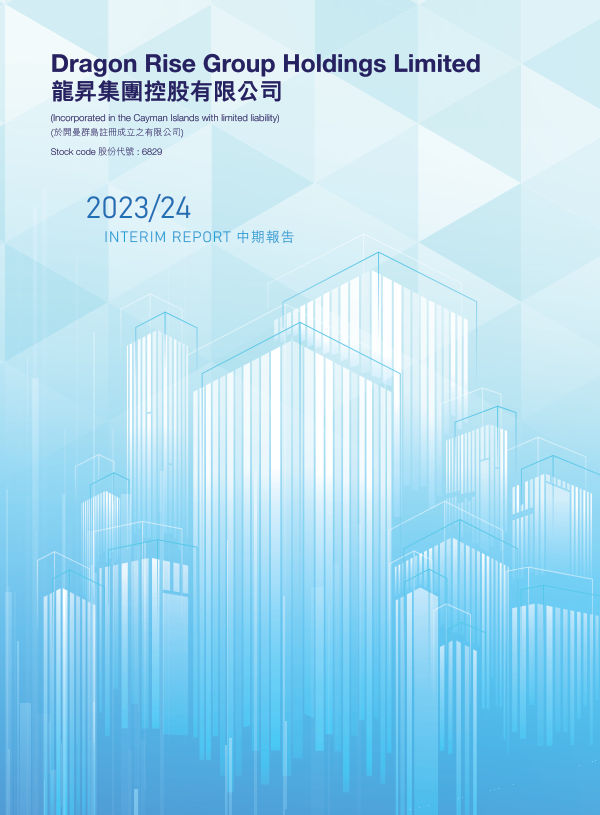 Dragon Rise Group Holdings Limited
龍昇集團控股有限公司
(Incorporated in the Cayman Islands with limited liability)
(於開曼群島註冊成立之有限公司)
Stock code 股份代號 : 6829
2023/24
INTERIM REPORT 中期報告